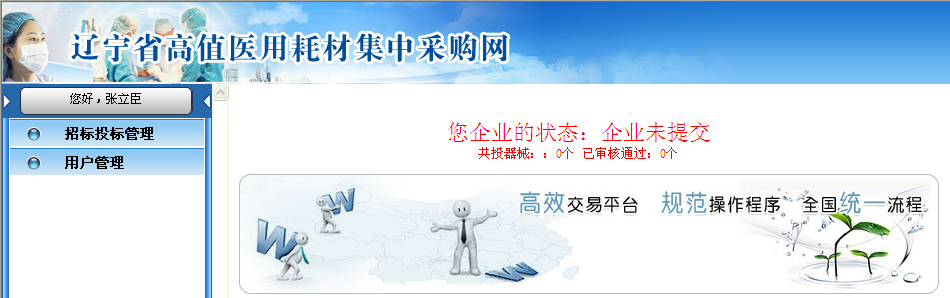 辽宁省高值医用耗材集中采购网
您好，张立臣
招标投标管理
用户管理
您企业的状态：企业未提交
共投器械：：0个 已审核通过：0个
高效交易平台 规范操作程序 全国统一流程
W
W
W